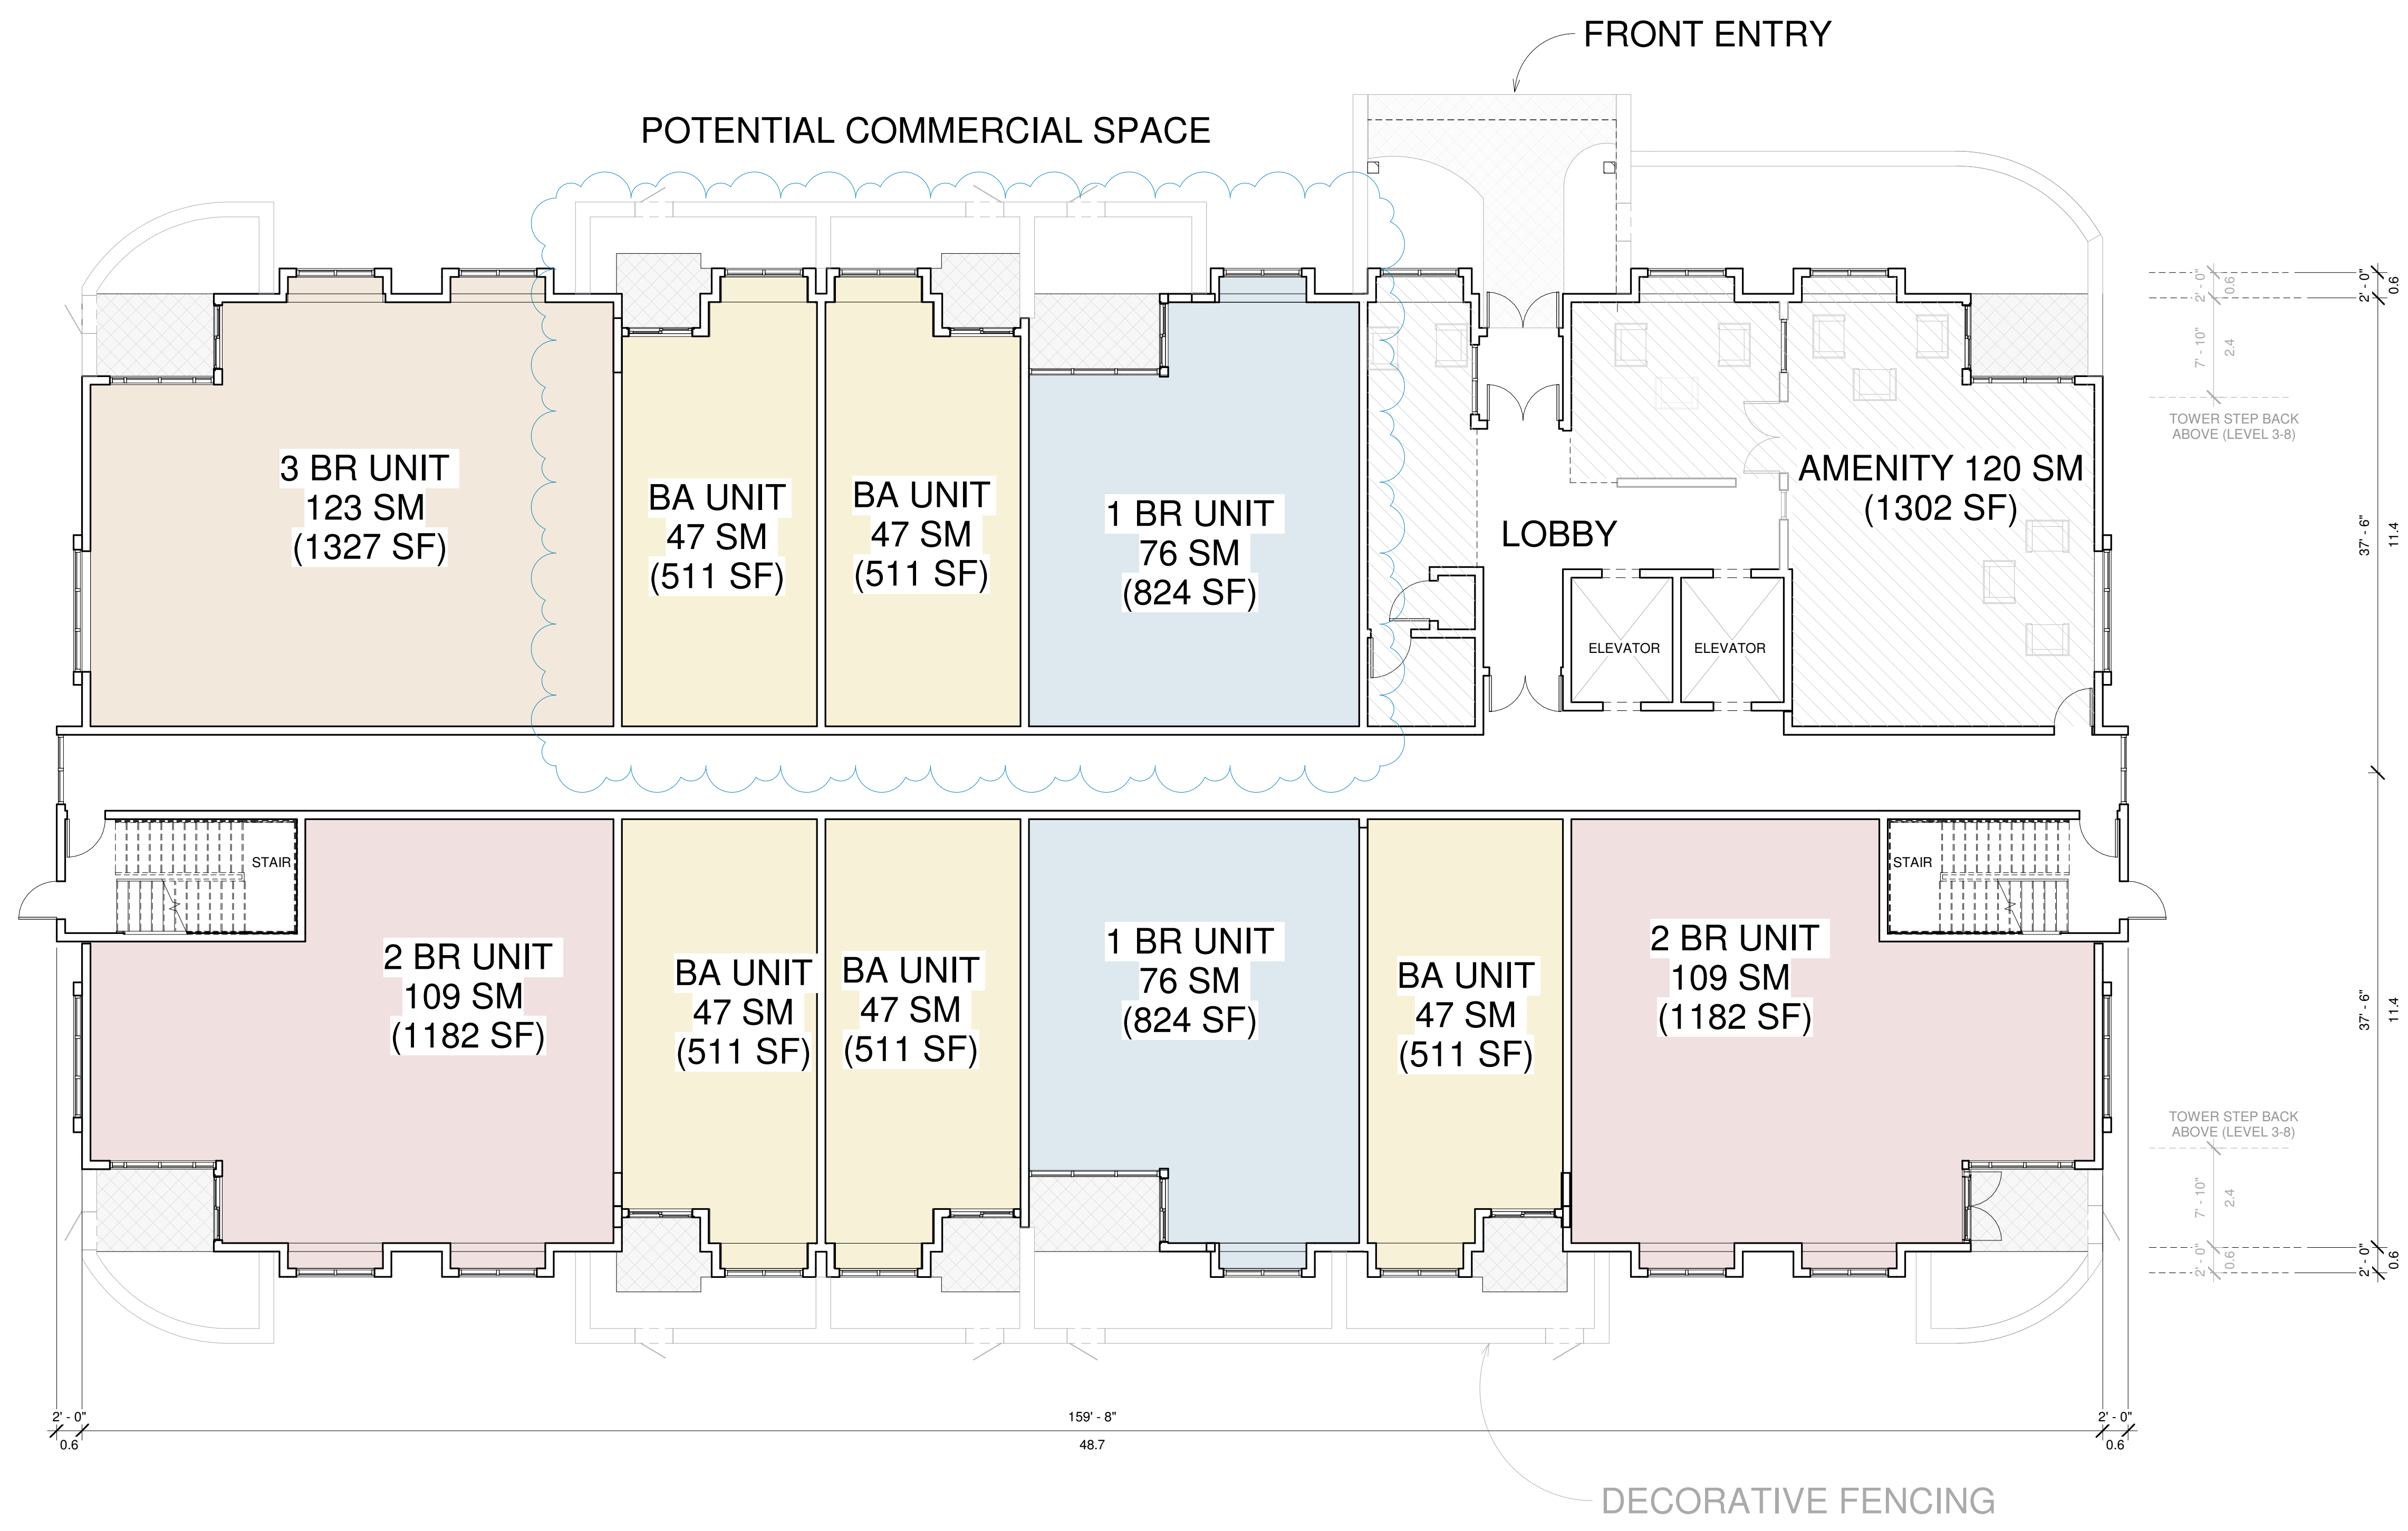 FRONT ENTRY
POTENTIAL COMMERCIAL SPACE
2' - 0"
0.6
2' - 0"
0.6
7' - 10"
2.4
TOWER STEP BACK
ABOVE (LEVEL 3-8)
3 BR UNIT
123 SM
(1327 SF)
BA UNIT
47 SM
(511 SF)
BA UNIT
47 SM
(511 SF)
1 BR UNIT
76 SM
(824 SF)
LOBBY
AMENITY 120 SM
(1302 SF)
37' - 6"
11.4
ELEVATOR
ELEVATOR
STAIR
STAIR
2 BR UNIT
109 SM
(1182 SF)
BA UNIT
47 SM
(511 SF)
BA UNIT
47 SM
(511 SF)
1 BR UNIT
76 SM
(824 SF)
BA UNIT
47 SM
(511 SF)
2 BR UNIT
109 SM
(1182 SF)
37' - 6"
11.4
TOWER STEP BACK
ABOVE (LEVEL 3-8)
7' - 10"
2.4
2' - 0"
0.6
2' - 0"
0.6
2' - 0"
0.6
159' - 8"
48.7
2' - 0"
0.6
DECORATIVE FENCING